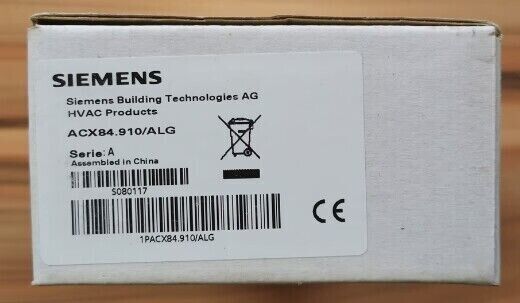 SIEMENS
Siemens Building Technologies AG
HVAC Products
ACX84.910/ALG
Serie: A
Assembled in China
S080117
1PACX84.910/ALG
CE